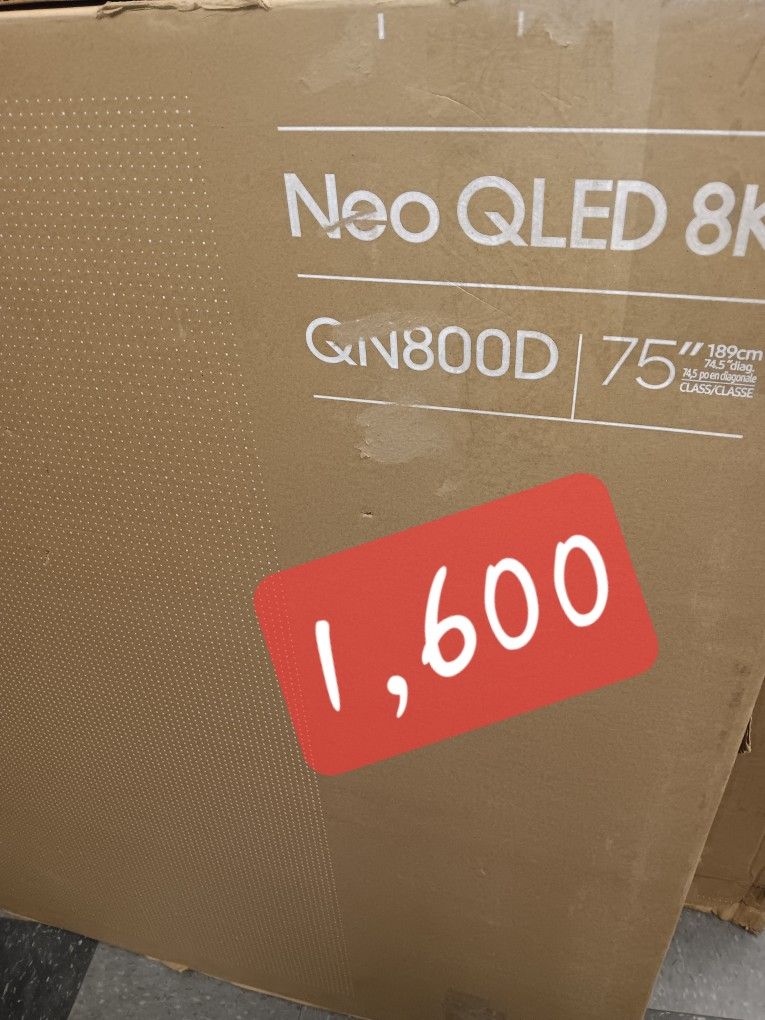 Neo QLED 8K
QN800D
75" 189cm
74.5"diag.
74,5 po en diagonale
CLASS/CLASSE
1,600